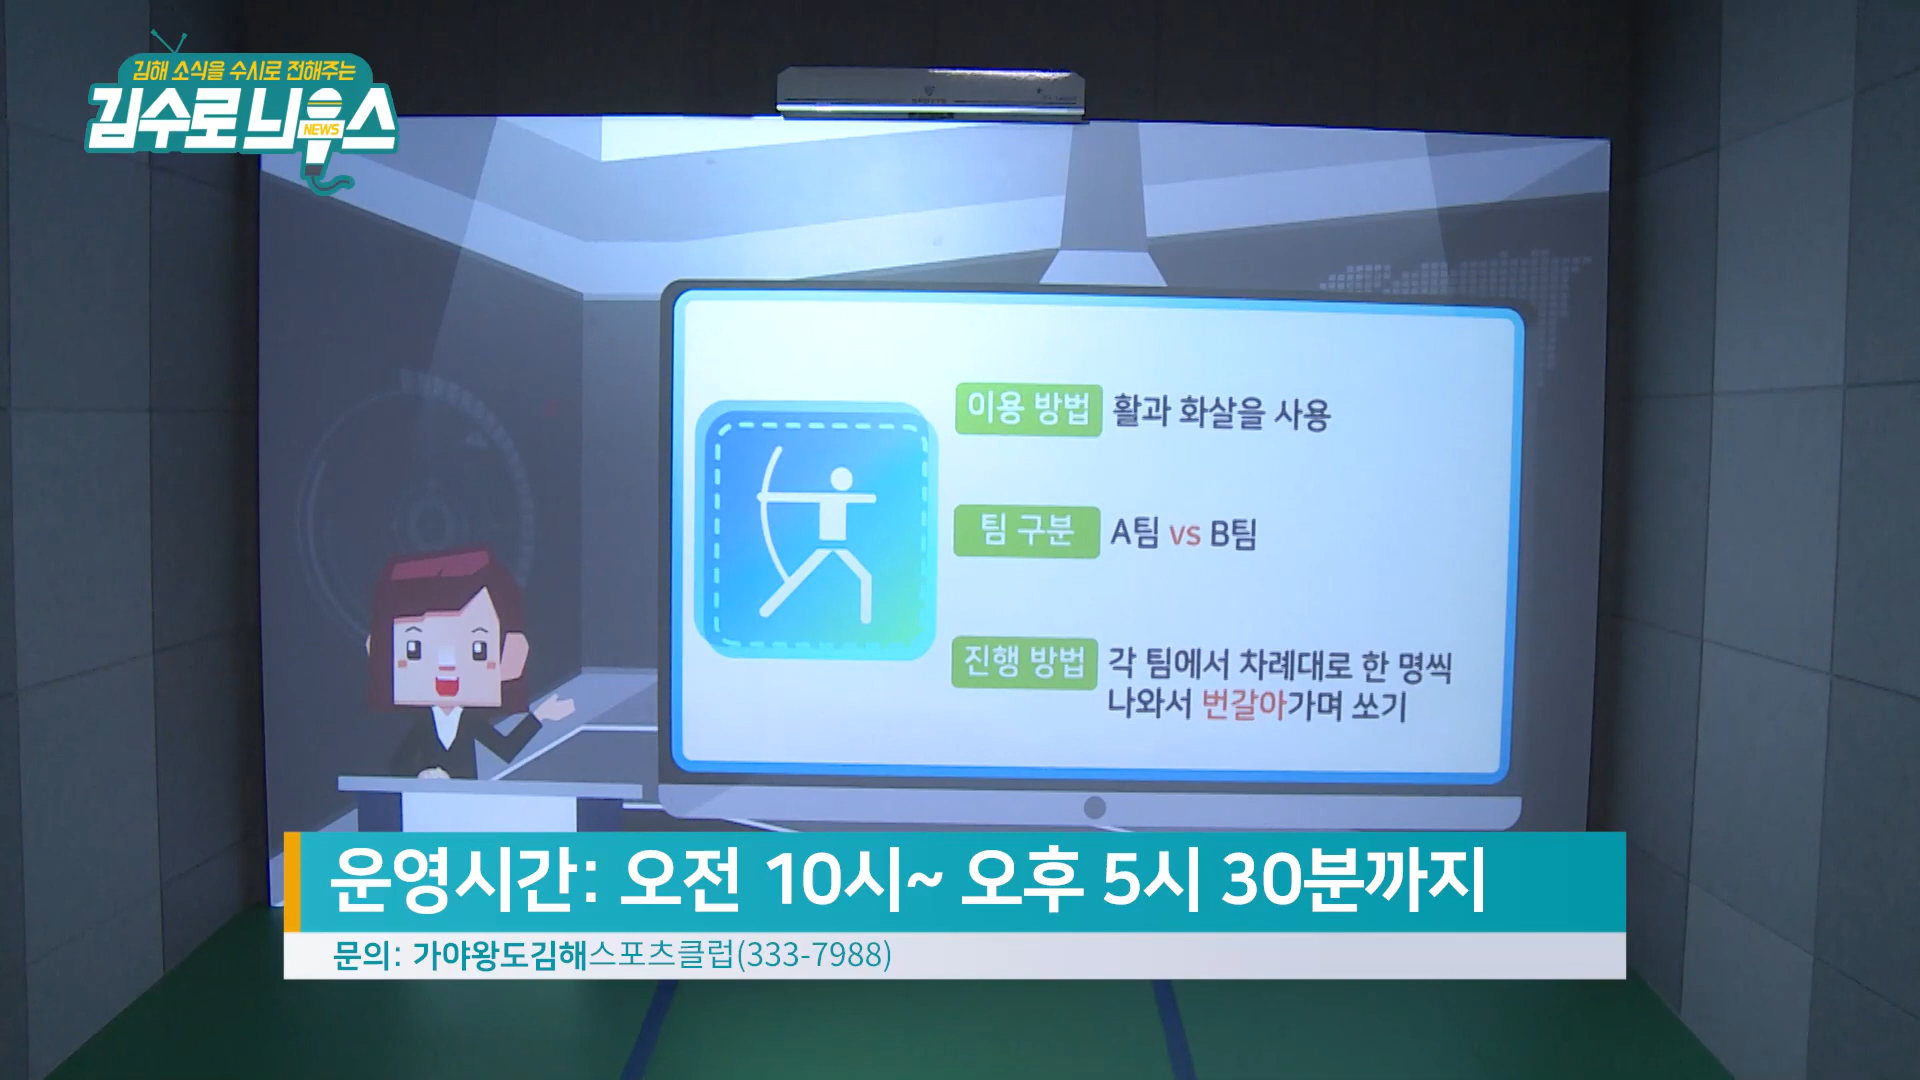 김해 소식을 수시로 전해주는
김수로늬우스
NEWS
이용 방법 활과 화살을 사용
팀 구분 A팀 vs B팀
진행 방법 각 팀에서 차례대로 한 명씩
나와서 번갈아가며 쏘기
운영시간: 오전 10시~ 오후 5시 30분까지
문의: 가야왕도김해스포츠클럽(333-7988)